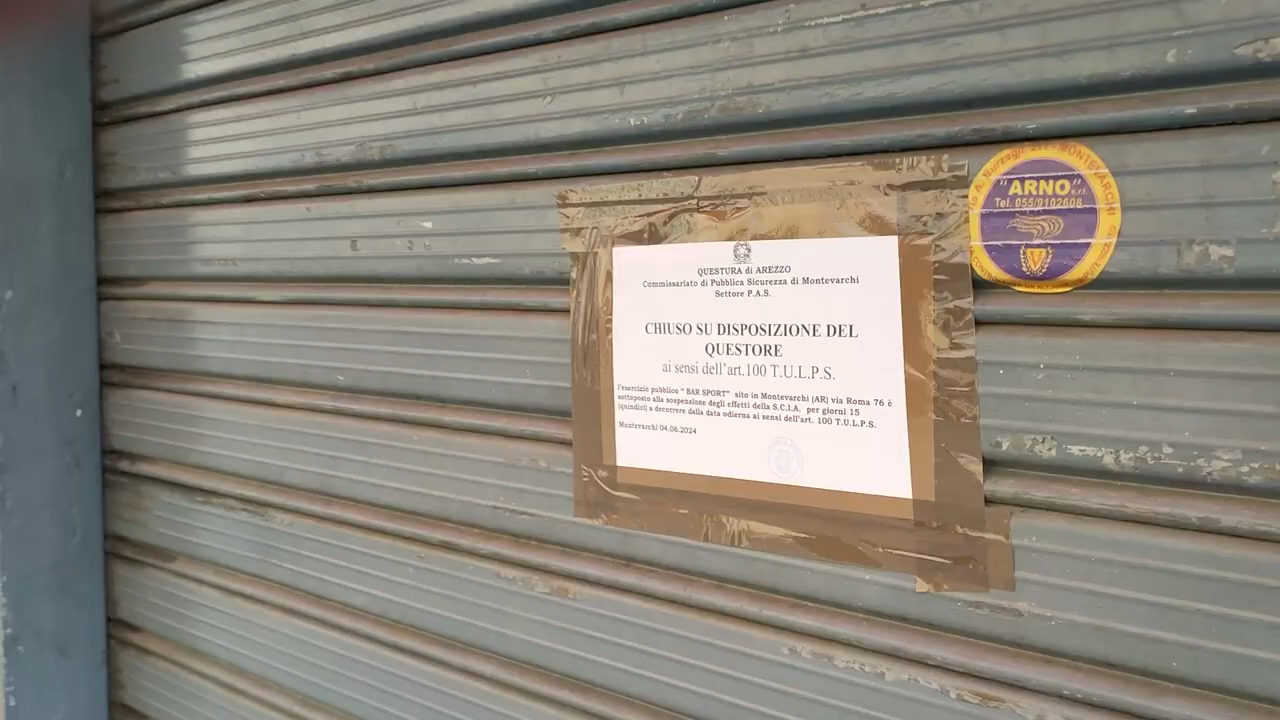 QUESTURA di AREZZO
Commissariato di Pubblica Sicurezza di Montevarchi
Settore P.A.S.
CHIUSO SU DISPOSIZIONE DEL
QUESTORE
ai sensi dell'art.100 T.U.L.P.S.
l'esercizio pubblico " BAR SPORT" sito in Montevarchi (AR) via Roma 76 è
sottoposto alla sospensione degli effetti della S.C.I.A. per giorni 15
(quindici) a decorrere dalla data odierna ai sensi dell'art. 100 T.U.L.P.S.
Montevarchi 04.06.2024
MONTEVARCHI
"ARNO" s.r.l.
Tel. 055/9102608